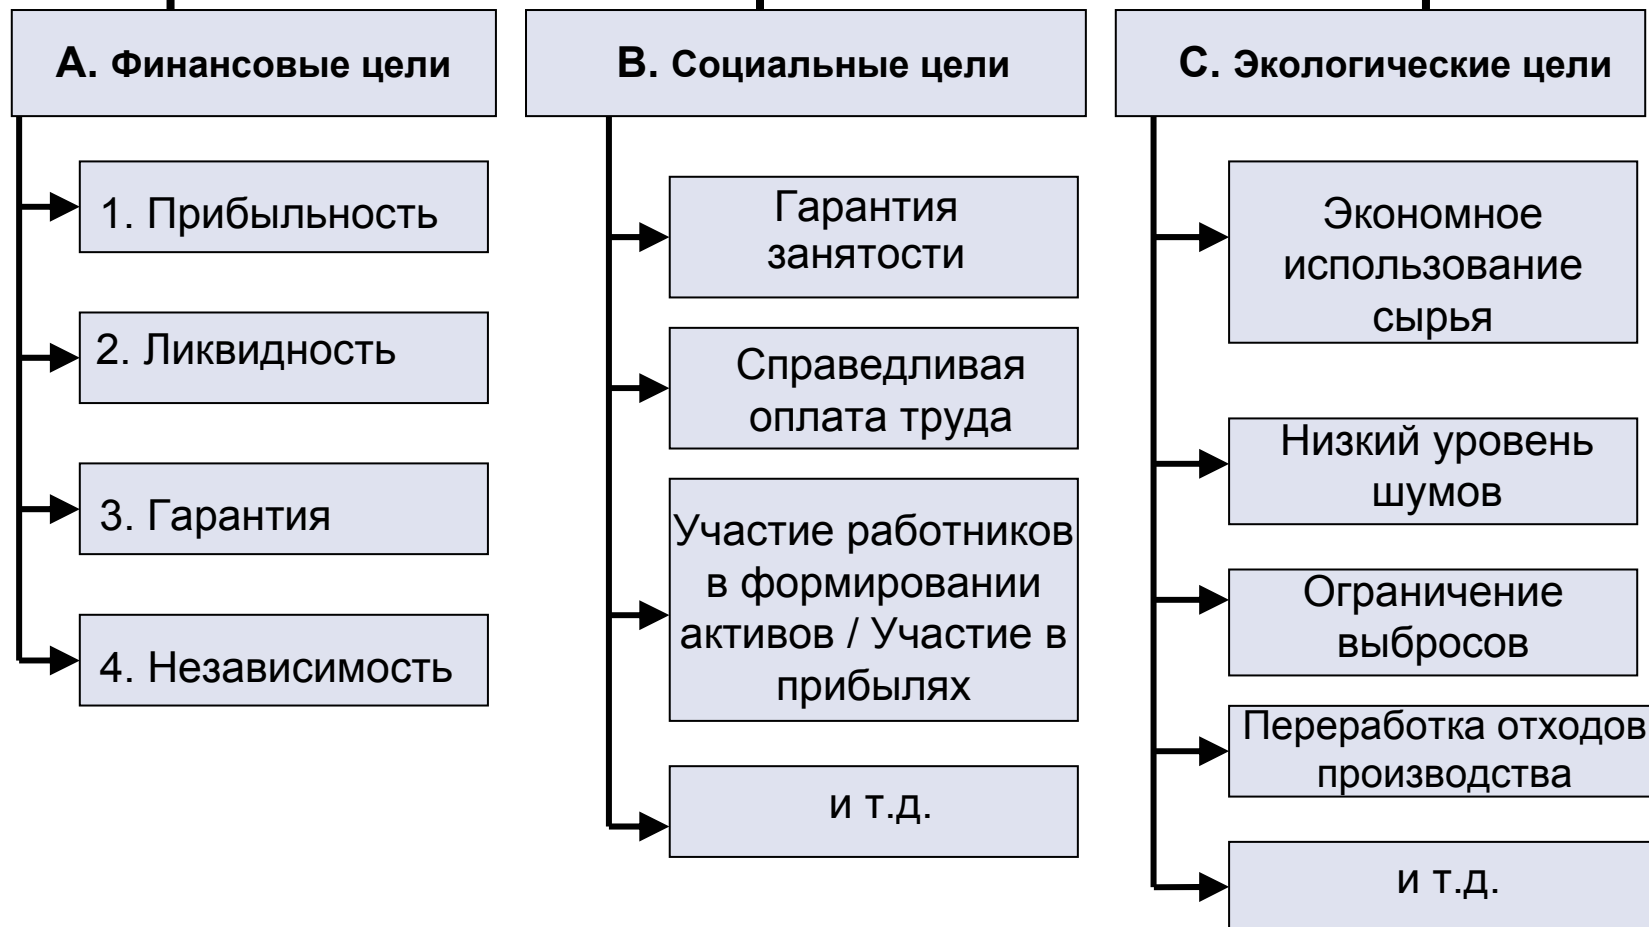 А. Финансовые цели
1. Прибыльность
2. Ликвидность
3. Гарантия
4. Независимость
В. Социальные цели
Гарантия
занятости
Справедливая
оплата труда
Участие работников
в формировании
активов / Участие в
прибылях
и т.д.
С. Экологические цели
Экономное
использование
сырья
Низкий уровень
шумов
Ограничение
выбросов
Переработка отходов
производства
и т.д.